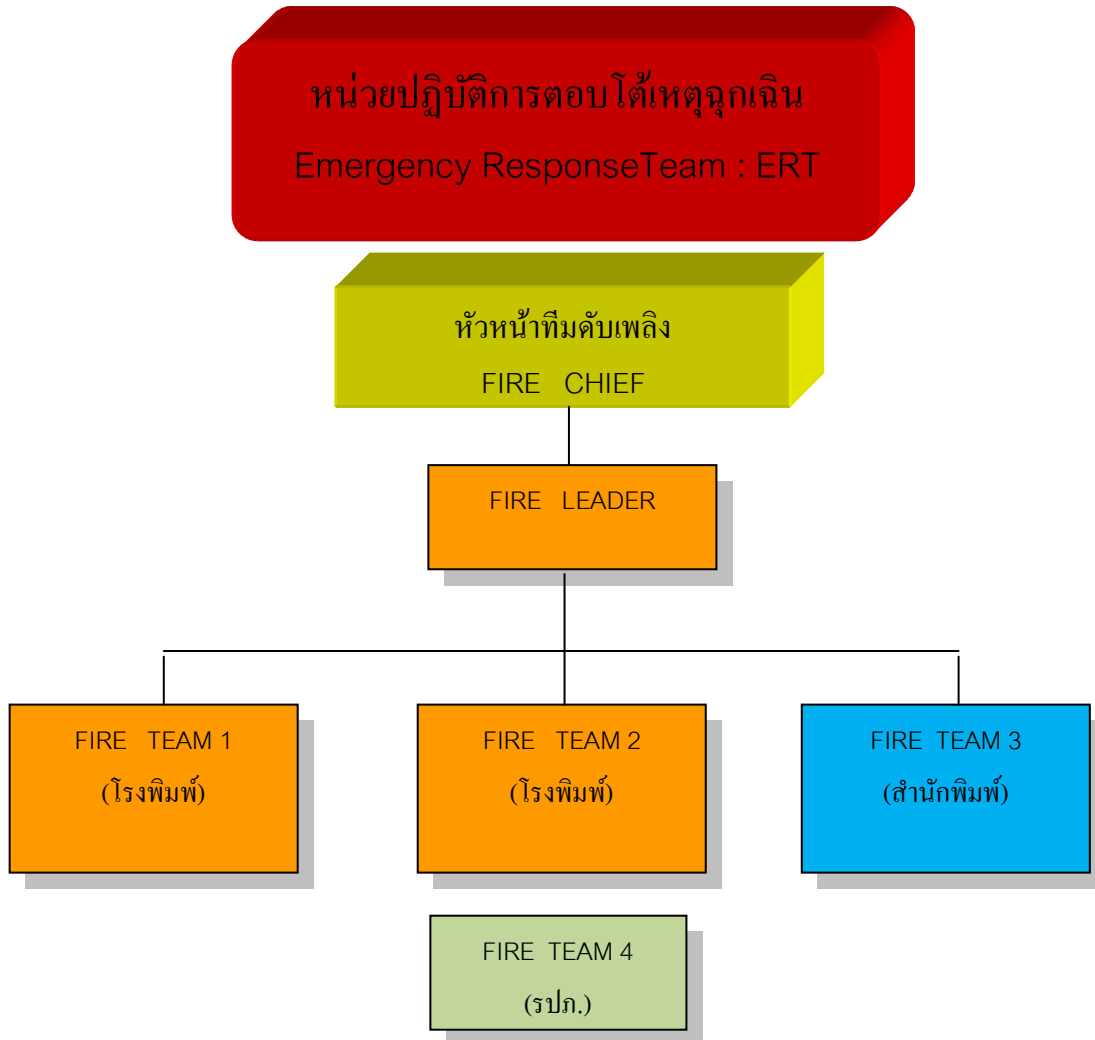 หน่วยปฏิบัติการตอบโต้เหตุฉุกเฉิน
Emergency ResponseTeam : ERT
หัวหน้าทีมดับเพลิง
FIRE CHIEF
FIRE LEADER
FIRE TEAM 1
(โรงพิมพ์)
FIRE TEAM 2
(โรงพิมพ์)
FIRE TEAM 3
(สำนักพิมพ์)
FIRE TEAM 4
(รปภ.)